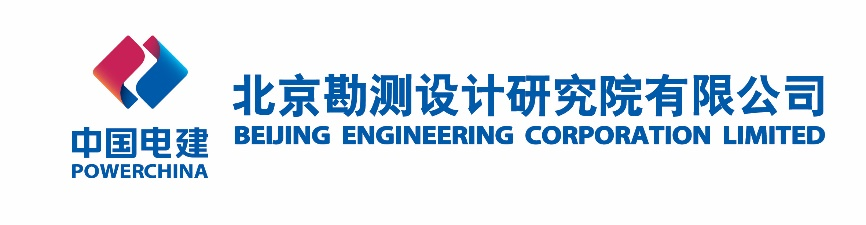 中国电建
POWERCHINA
北京勘测设计研究院有限公司
BEIJING ENGINEERING CORPORATION LIMITED